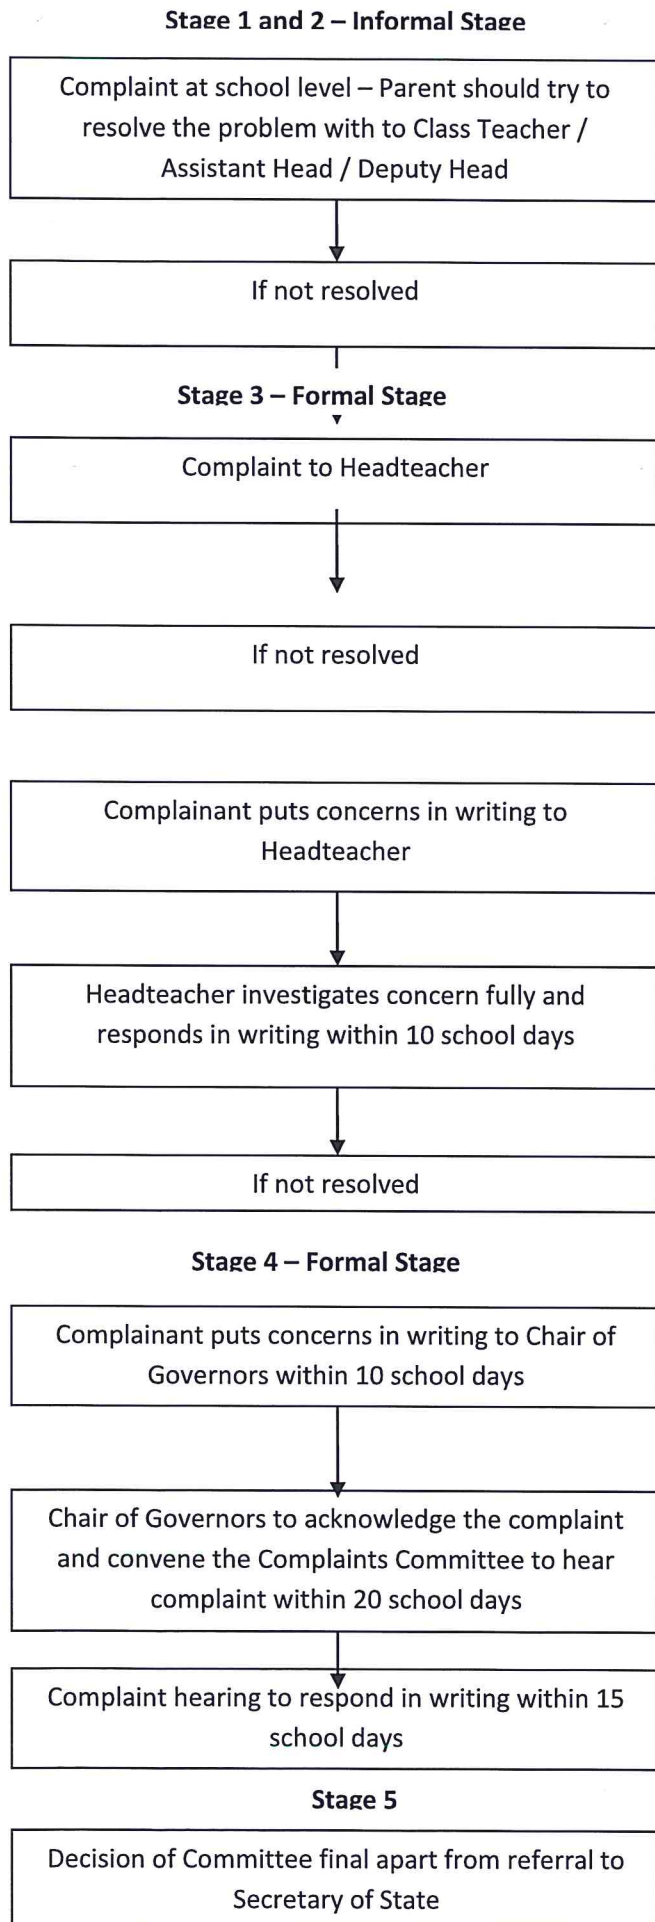 Stage 1 and 2 – Informal Stage
Complaint at school level – Parent should try to
resolve the problem with to Class Teacher /
Assistant Head / Deputy Head
If not resolved
Stage 3 – Formal Stage
Complaint to Headteacher
If not resolved
Complainant puts concerns in writing to
Headteacher
Headteacher investigates concern fully and
responds in writing within 10 school days
If not resolved
Stage 4 – Formal Stage
Complainant puts concerns in writing to Chair of
Governors within 10 school days
Chair of Governors to acknowledge the complaint
and convene the Complaints Committee to hear
complaint within 20 school days
Complaint hearing to respond in writing within 15
school days
Stage 5
Decision of Committee final apart from referral to
Secretary of State